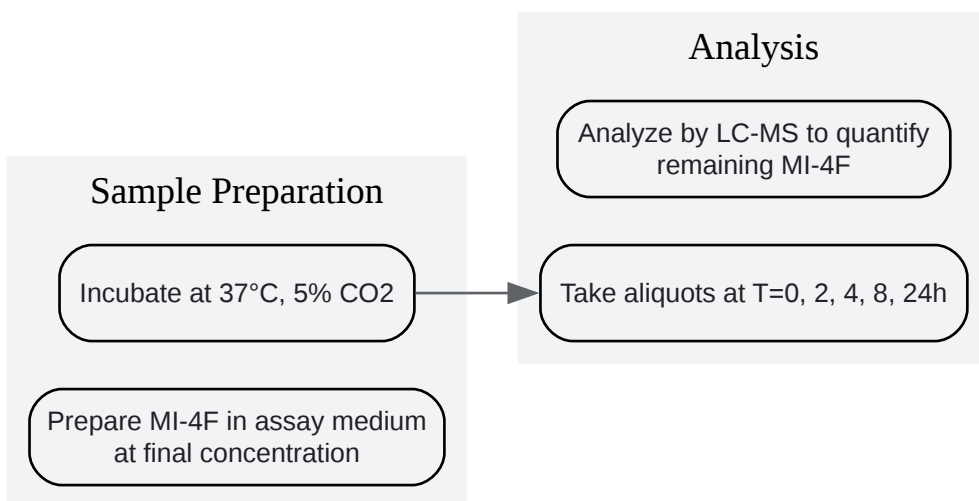 Sample Preparation
Incubate at 37°C, 5% CO2
Prepare MI-4F in assay medium
at final concentration
Analysis
Analyze by LC-MS to quantify
remaining MI-4F
Take aliquots at T=0, 2, 4, 8, 24h